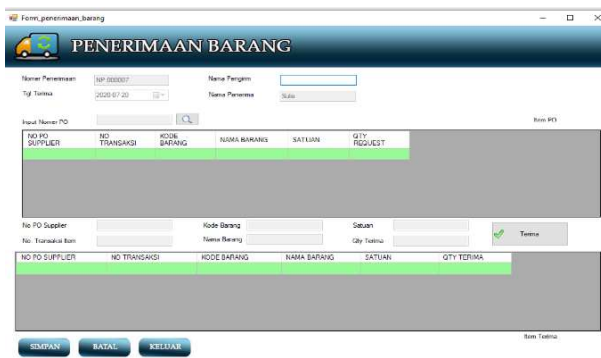 Form_penerimaan_barang
PENERIMAAN BARANG
Nomer Penerimaan NP 000007 Nama Pengirim
Tgl Terima 2020-07-20 Nama Penerima Sule
Input Nomer PO Item PO
NO PO SUPPLIER NO TRANSAKSI KODE BARANG NAMA BARANG SATUAN QTY REQUEST
No PO Supplier Kode Barang Satuan
No. Transaksi Item Nama Barang Qty Terima Terima
NO PO SUPPLIER NO TRANSAKSI KODE BARANG NAMA BARANG SATUAN QTY TERIMA
Item Terima
SIMPAN BATAL KELUAR